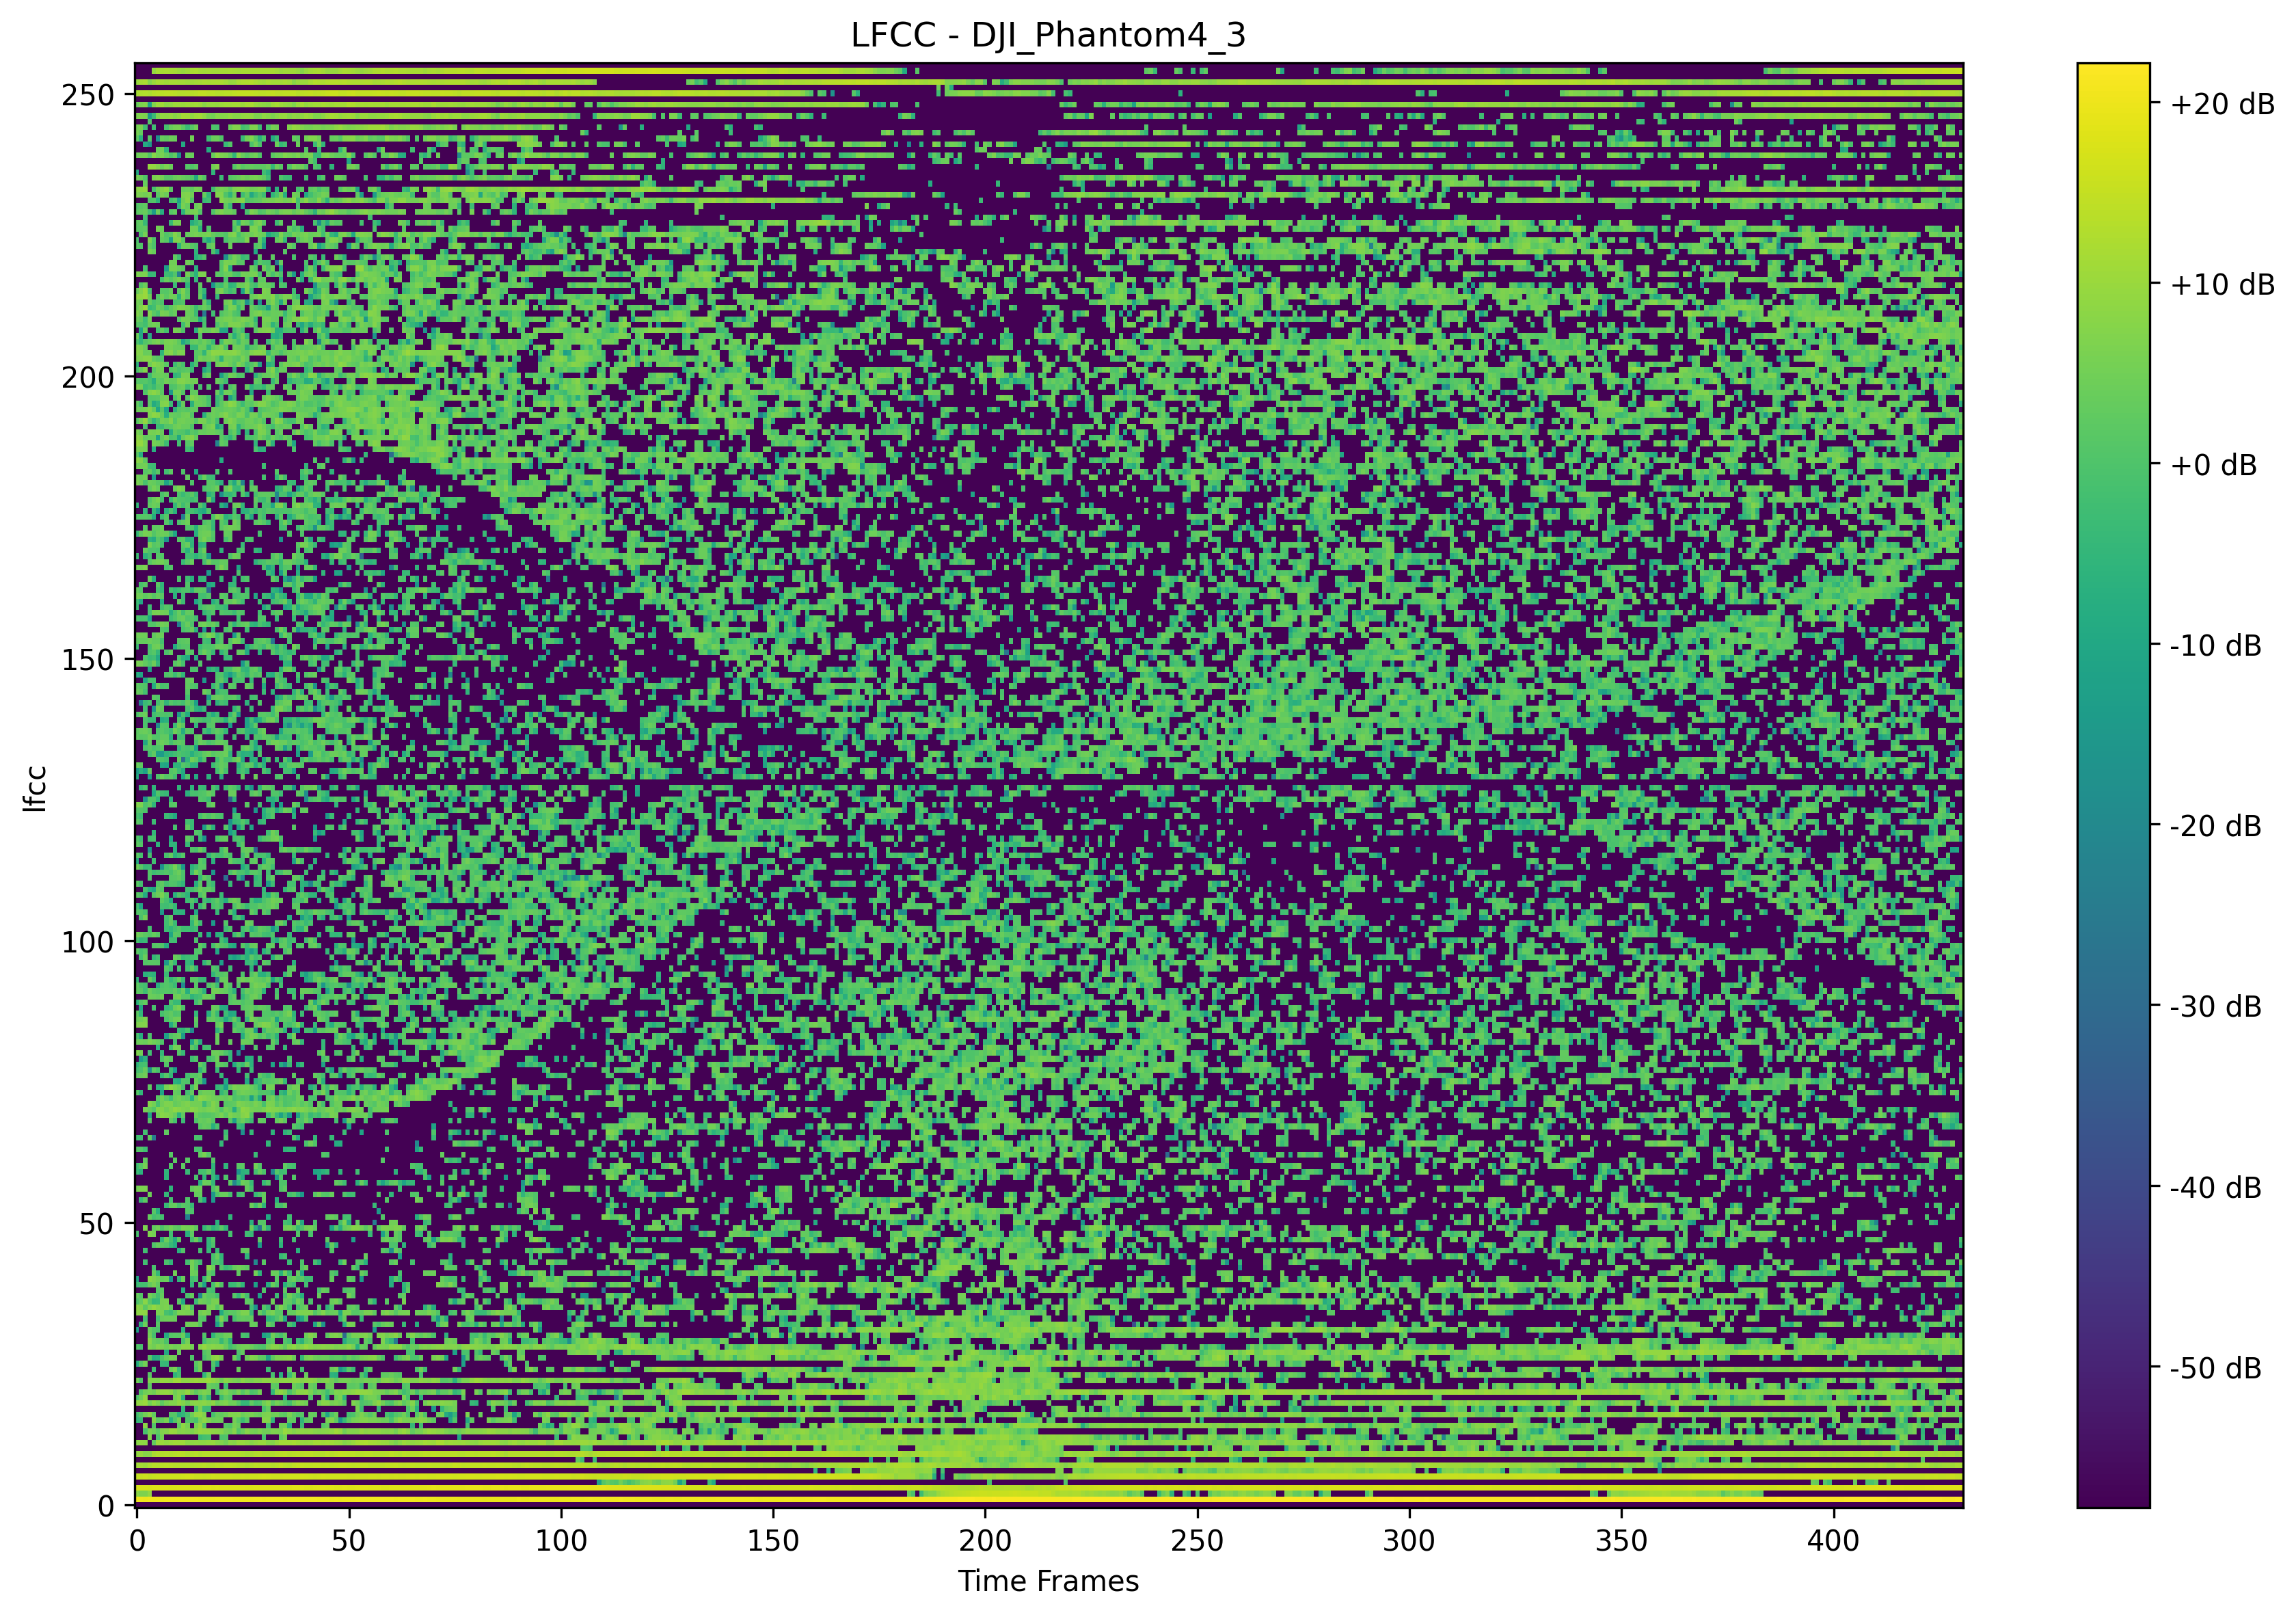 LFCC - DJI_Phantom4_3
250
200
150
100
50
0
lfcc
0 50 100 150 200 250 300 350 400
Time Frames
+20 dB
+10 dB
+0 dB
-10 dB
-20 dB
-30 dB
-40 dB
-50 dB